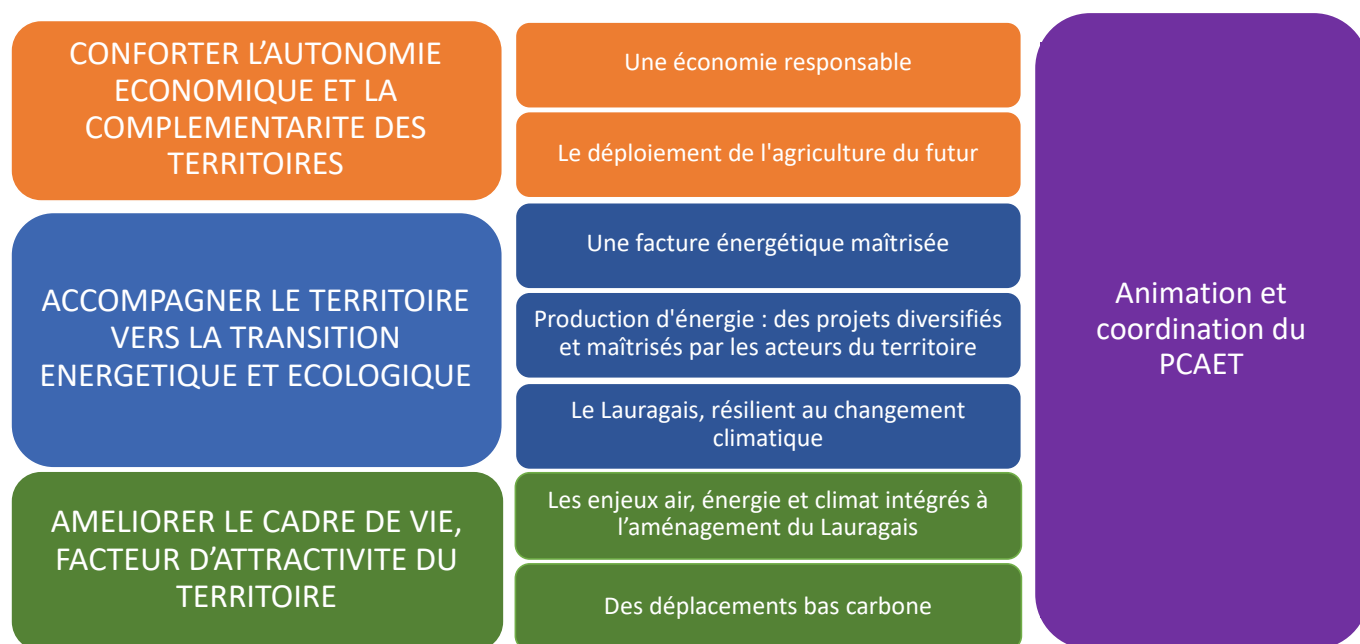 CONFORTER L’AUTONOMIE
ECONOMIQUE ET LA
COMPLEMENTARITE DES
TERRITOIRES
Une économie responsable
Le déploiement de l'agriculture du futur
ACCOMPAGNER LE TERRITOIRE
VERS LA TRANSITION
ENERGETIQUE ET ECOLOGIQUE
Une facture énergétique maîtrisée
Production d'énergie : des projets diversifiés
et maîtrisés par les acteurs du territoire
Le Lauragais, résilient au changement
climatique
AMELIORER LE CADRE DE VIE,
FACTEUR D’ATTRACTIVITE DU
TERRITOIRE
Les enjeux air, énergie et climat intégrés à
l’aménagement du Lauragais
Des déplacements bas carbone
Animation et
coordination du
PCAET